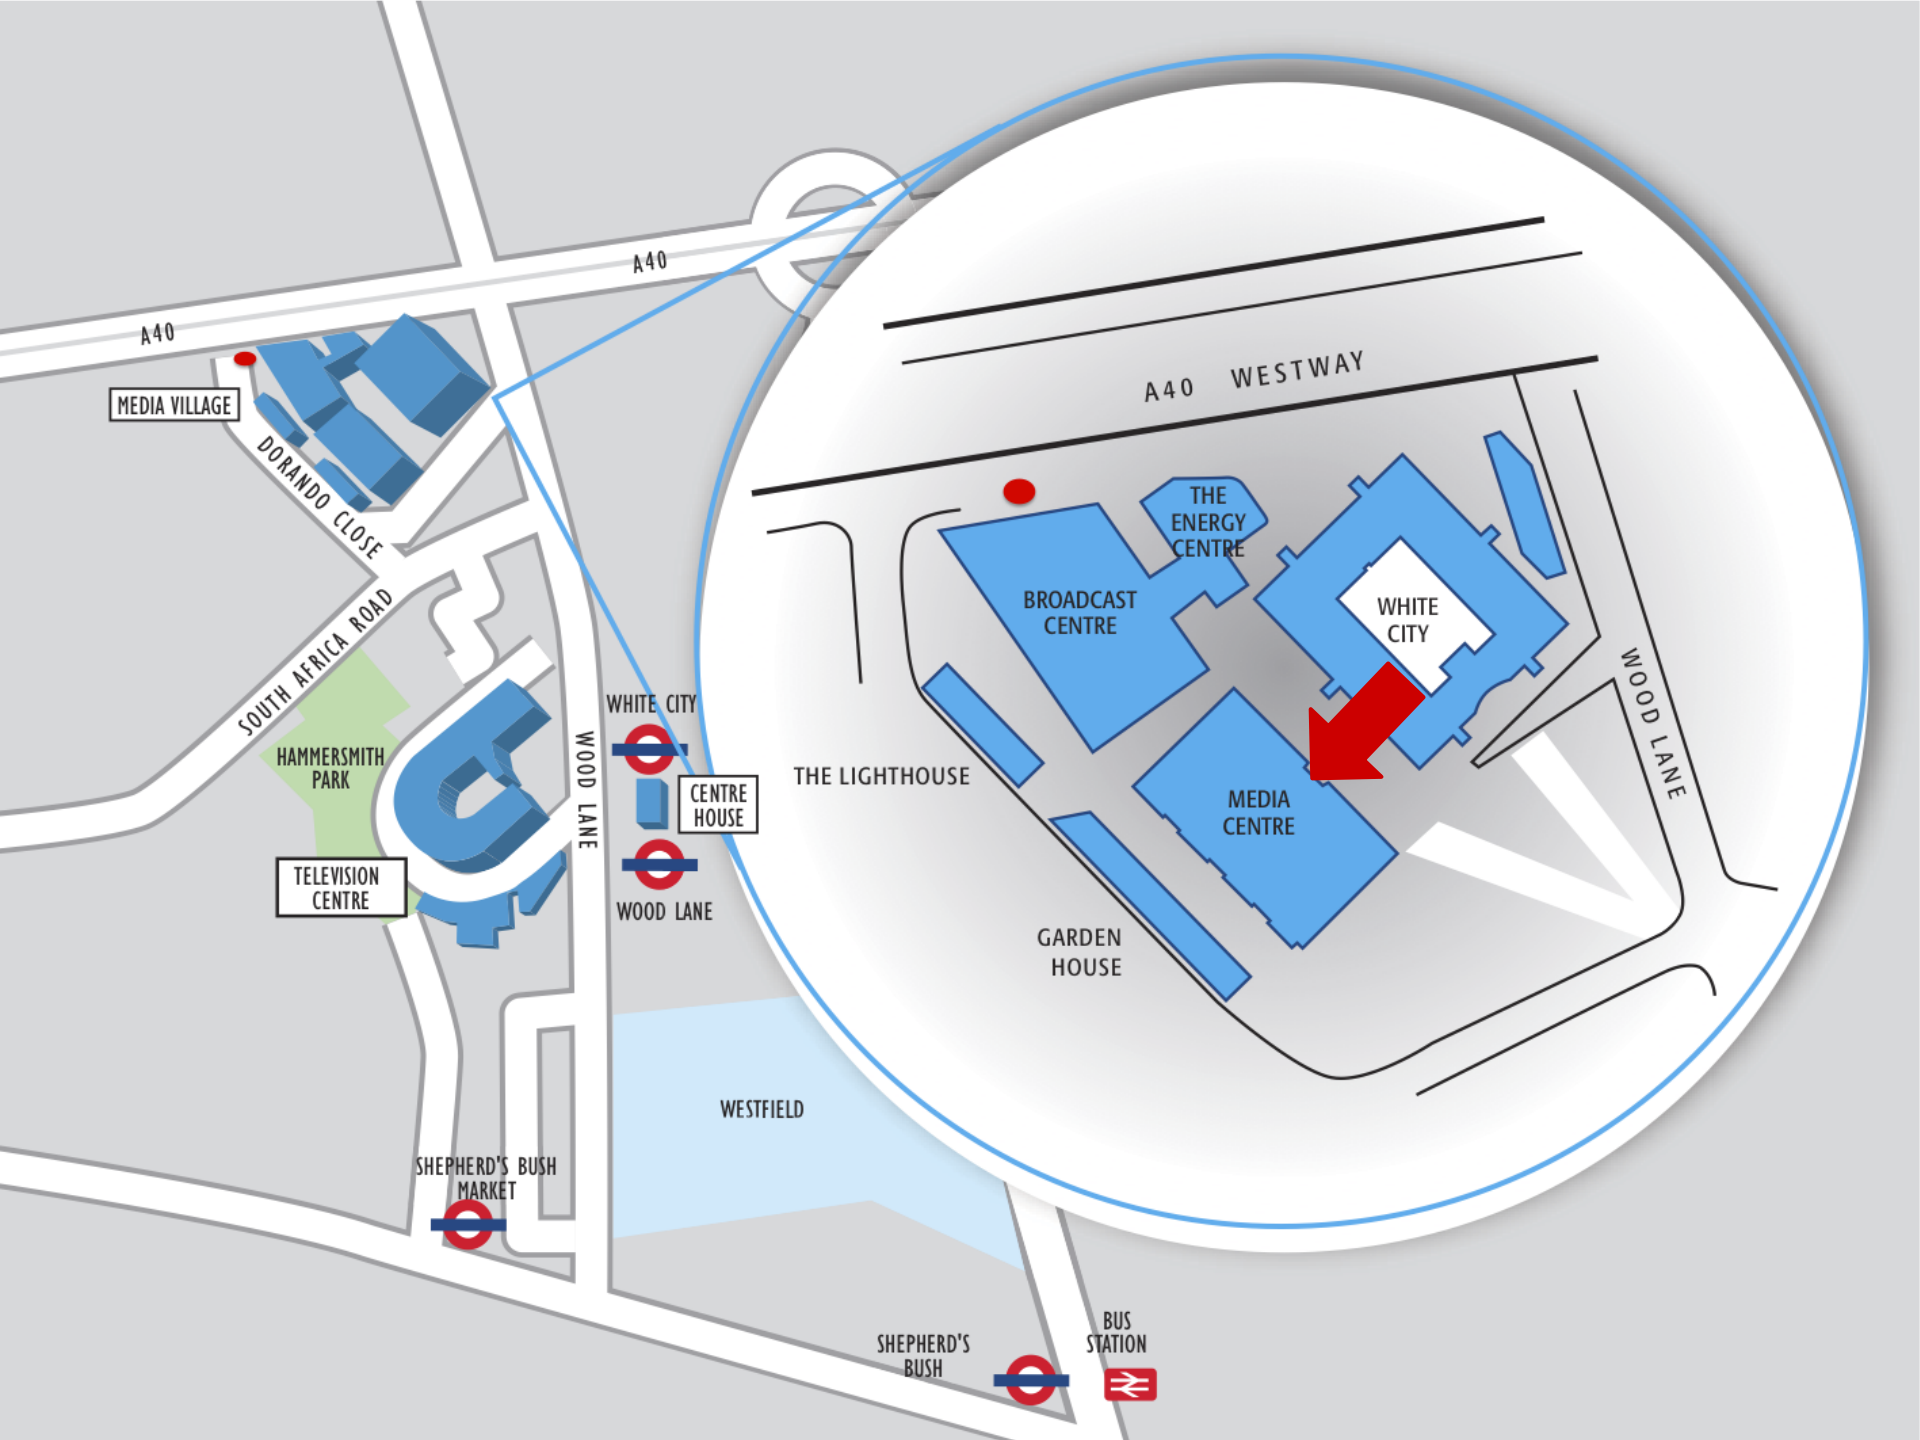 A40
A40
MEDIA VILLAGE
DORANDO CLOSE
SOUTH AFRICA ROAD
HAMMERSMITH
PARK
TELEVISION
CENTRE
WOOD LANE
WHITE CITY
CENTRE
HOUSE
WOOD LANE
WESTFIELD
SHEPHERD'S BUSH
MARKET
SHEPHERD'S
BUSH
BUS
STATION
A40 WESTWAY
THE
ENERGY
CENTRE
BROADCAST
CENTRE
WHITE
CITY
WOOD LANE
THE LIGHTHOUSE
MEDIA
CENTRE
GARDEN
HOUSE